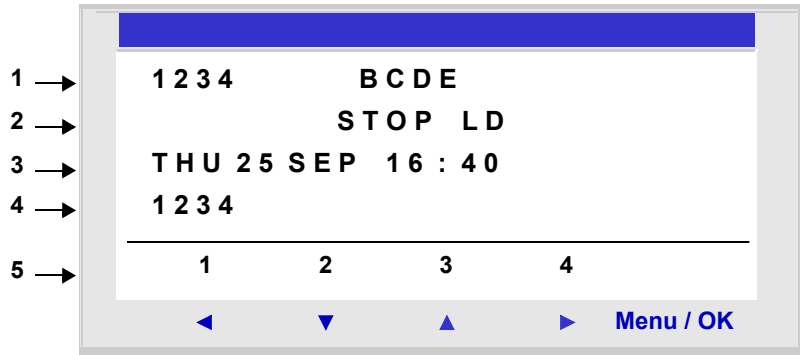 1 1234 BCDE
2 STOP LD
3 THU 25 SEP 16:40
4 1234
5 1 2 3 4
Menu / OK